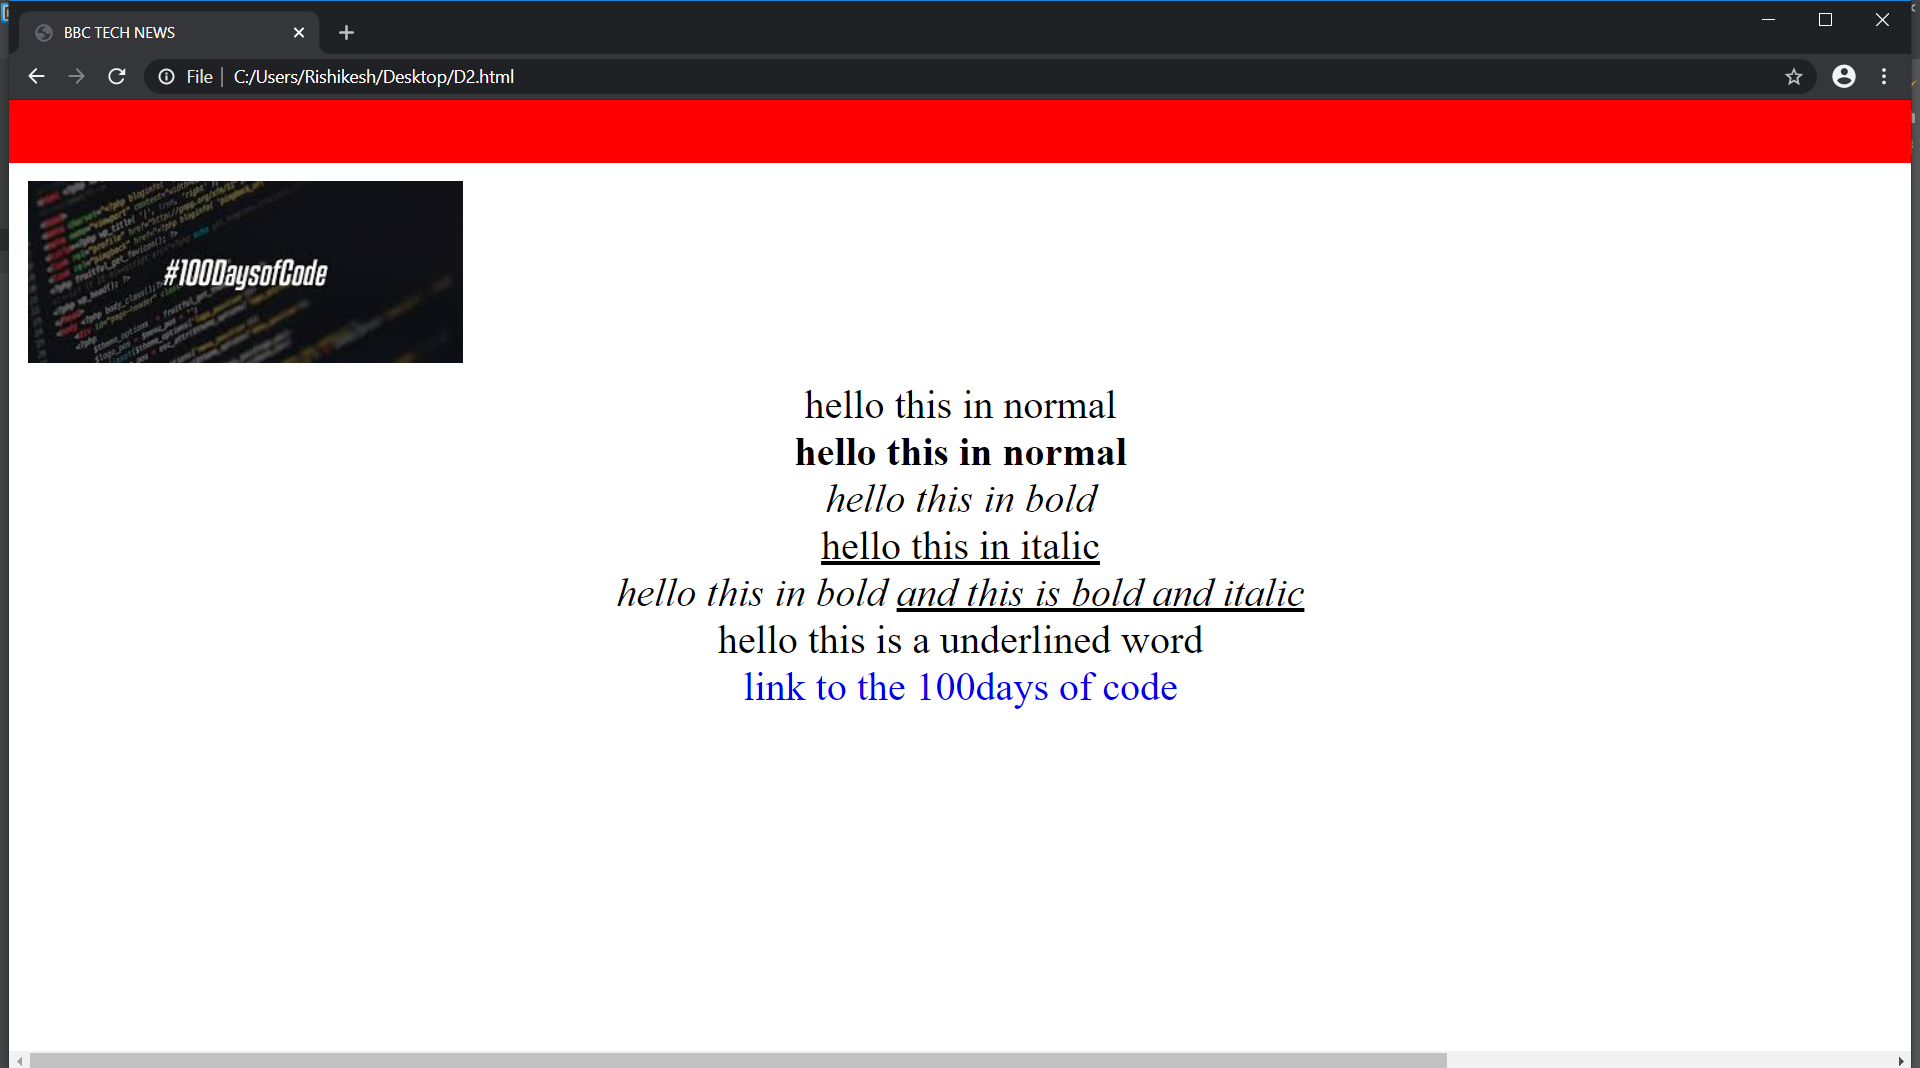 BBC TECH NEWS
File | C:/Users/Rishikesh/Desktop/D2.html
#100DaysofCode
hello this in normal
hello this in normal
hello this in bold
hello this in italic
hello this in bold and this is bold and italic
hello this is a underlined word
link to the 100days of code